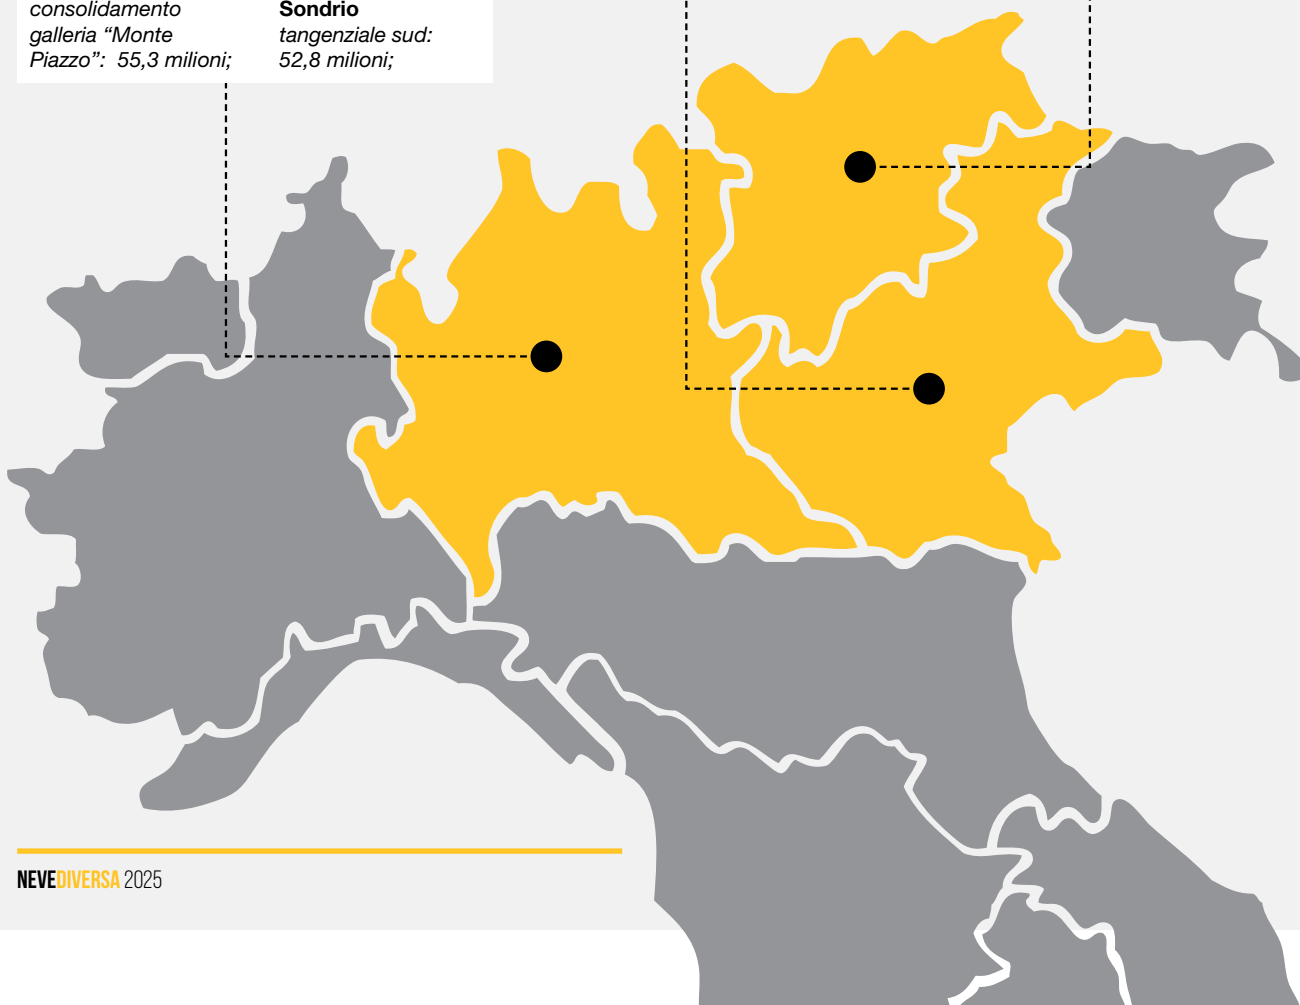 consolidamento
galleria “Monte
Piazzo”: 55,3 milioni;
Sondrio
tangenziale sud:
52,8 milioni;
NEVEDIVERSA 2025